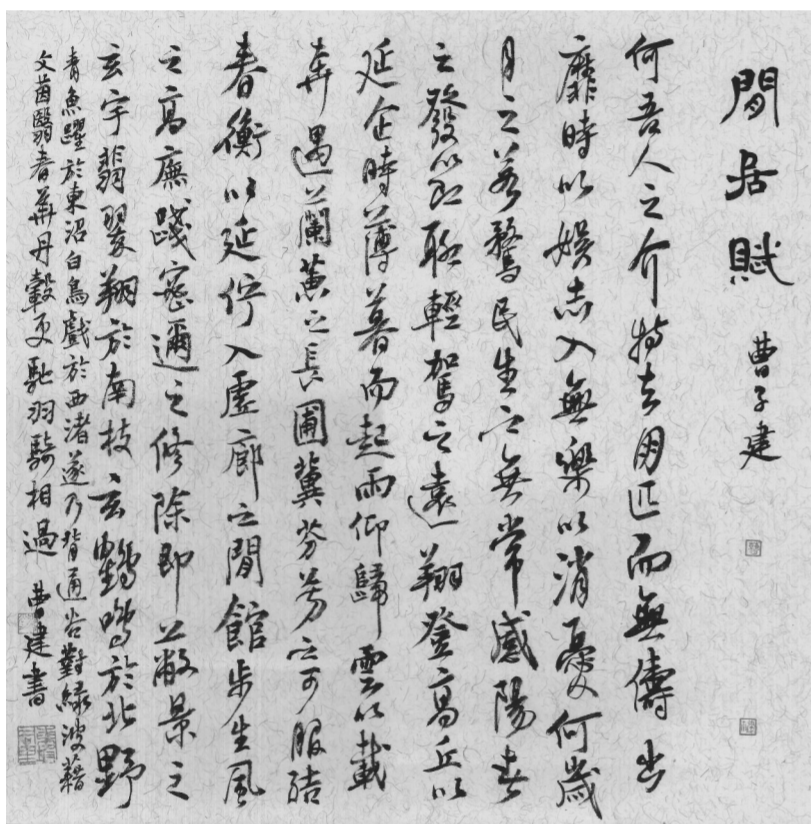 閒居賦
曹子建
何吾人之介特去朋匹而無儔出
靡時以娛志入無樂以消憂何歲
月之若騖民生之無常感陽春
之發節聊輕駕之遠翔登高丘以
延企時薄暮而起雨仰歸雲以載
奔遇蘭蕙之長圃冀芬芳之可服結
春衡以延佇入虛廊之閒館步生風
之高廡踐密邇之修除即蔽景之
玄宇翡翠翔於南枝玄鶴鳴於北野
青魚躍於東沼白鳥戲於西渚遂乃背通谷對綠波藉
文茵翳春華丹轂更馳羽騎相過 曹建書